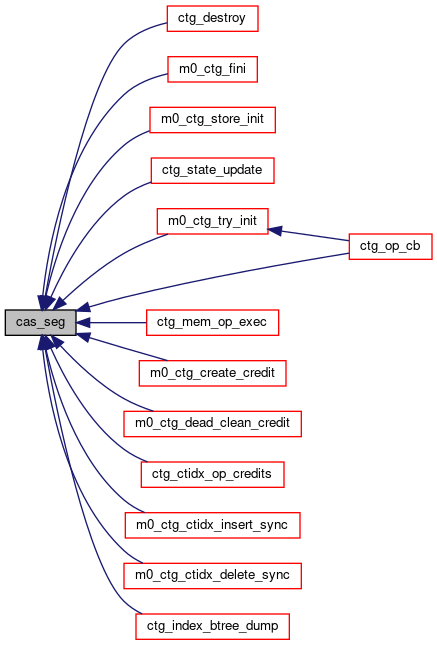 ctg_destroy
m0_ctg_fini
m0_ctg_store_init
ctg_state_update
m0_ctg_try_init
ctg_op_cb
cas_seg
ctg_mem_op_exec
m0_ctg_create_credit
m0_ctg_dead_clean_credit
ctg_ctidx_op_credits
m0_ctg_ctidx_insert_sync
m0_ctg_ctidx_delete_sync
ctg_index_btree_dump